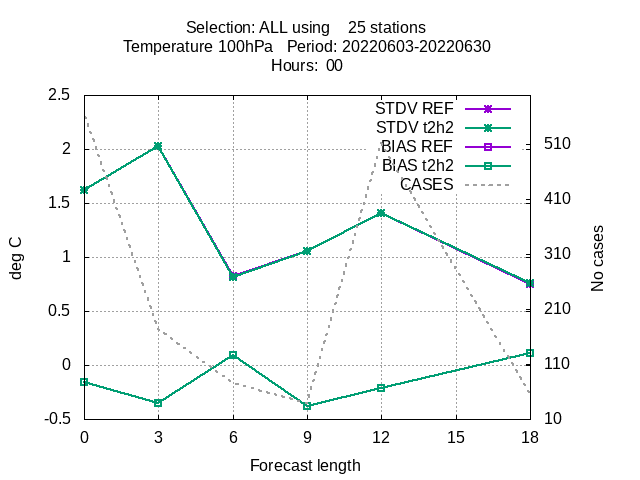 Selection: ALL using    25 stations
Temperature 100hPa   Period: 20220603-20220630
Hours:  00
2.5
2
1.5
1
0.5
0
-0.5
deg C
0 3 6 9 12 15 18
Forecast length
510
410
310
210
110
10
No cases
STDV REF
STDV t2h2
BIAS REF
BIAS t2h2
CASES